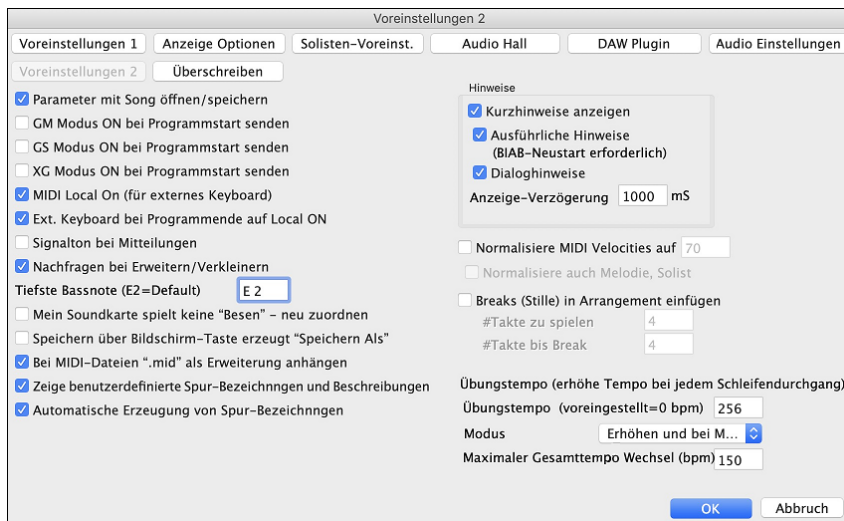 Voreinstellungen 2
Voreinstellungen 1 Anzeige Optionen Solisten-Voreinst. Audio Hall DAW Plugin Audio Einstellungen
Voreinstellungen 2 Überschreiben
Parameter mit Song öffnen/speichern
GM Modus ON bei Programmstart senden
GS Modus ON bei Programmstart senden
XG Modus ON bei Programmstart senden
MIDI Local On (für externes Keyboard)
Ext. Keyboard bei Programmende auf Local ON
Signalton bei Mitteilungen
Nachfragen bei Erweitern/Verkleinern
Tiefste Bassnote (E2=Default) E 2
Mein Soundkarte spielt keine “Besen” – neu zuordnen
Speichern über Bildschirm-Taste erzeugt “Speichern Als”
Bei MIDI-Dateien “.mid” als Erweiterung anhängen
Zeige benutzerdefinierte Spur-Bezeichnngen und Beschreibungen
Automatische Erzeugung von Spur-Bezeichnngen
Hinweise
Kurzhinweise anzeigen
Ausführliche Hinweise
(BIAB-Neustart erforderlich)
Dialoghinweise
Anzeige-Verzögerung 1000 mS
Normalisiere MIDI Velocities auf 70
Normalisiere auch Melodie, Solist
Breaks (Stille) in Arrangement einfügen
#Takte zu spielen 4
#Takte bis Break 4
Übungstempo (erhöhe Tempo bei jedem Schleifendurchgang)
Übungstempo (voreingestellt=0 bpm) 256
Modus Erhöhen und bei M...
Maximaler Gesamttempo Wechsel (bpm) 150
OK Abbruch